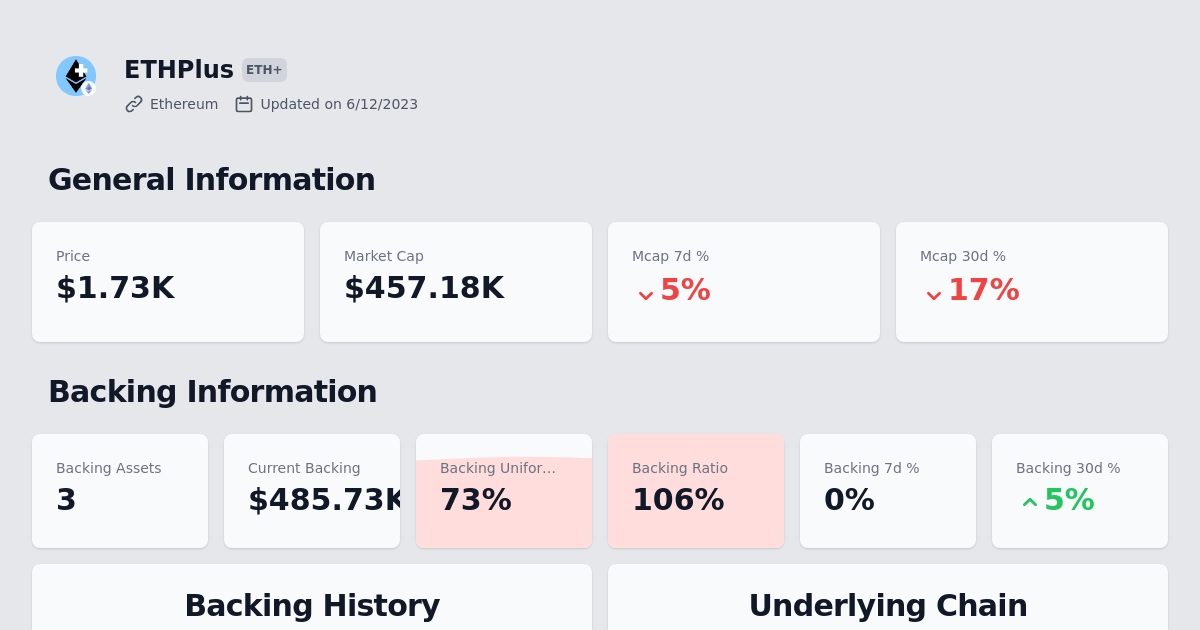 ETHPlus ETH+
Ethereum Updated on 6/12/2023
General Information
Price
$1.73K
Market Cap
$457.18K
Mcap 7d %
5%
Mcap 30d %
17%
Backing Information
Backing Assets
3
Current Backing
$485.73K
Backing Unifor...
73%
Backing Ratio
106%
Backing 7d %
0%
Backing 30d %
5%
Backing History
Underlying Chain